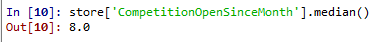 In [10]: store['CompetitionOpenSinceMonth'].median()
Out[10]: 8.0